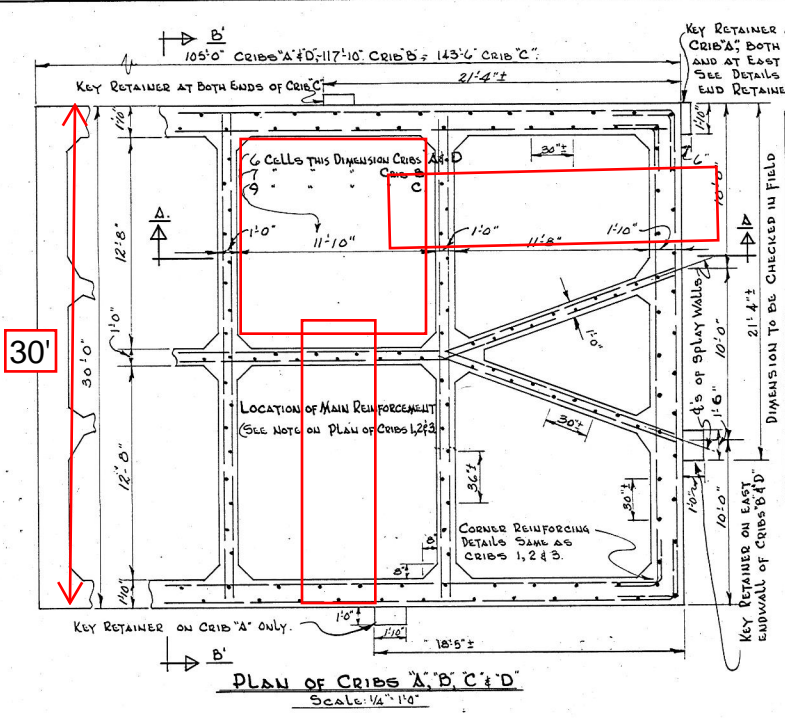 B'
105'-0" CRIBS "A" & "D", 117'-10" CRIB "B", 143'-6" CRIB "C".
21'-4"±
KEY RETAINER AT BOTH ENDS OF CRIB "C"
KEY RETAINER
CRIB "A", BOTH
AND AT EAST
SEE DETAILS
END RETAINE
1'-10"
1'-10"
6 CELLS THIS DIMENSION CRIBS "A" & "D
7 " " " CRIB B
9 " " " C
30"±
6"
10'-0"
A
A
12'-8"
1'-0"
11'-10"
1'-0"
11'-8"
1'-10"
30'
30'-0"
1'-0"
1'-0"
₵'s OF SPLAY WALLS
10'-0"
21'-4"±
DIMENSION TO BE CHECKED IN FIELD
LOCATION OF MAIN REINFORCEMENT
(SEE NOTE ON PLAN OF CRIBS 1,2&3
30"±
1'-6"
12'-8"
36"±
30"±
1'-0"
10'-0"
CORNER REINFORCING
DETAILS SAME AS
CRIBS 1, 2 & 3.
8"
8"
1'-10"
KEY RETAINER ON EAST
ENDWALL OF CRIBS "B" & "D"
KEY RETAINER ON CRIB "A" ONLY.
1'-0"
1'-10"
18'-5"±
B'
PLAN OF CRIBS "A", "B", "C" & "D"
SCALE: 1/4" = 1'-0"